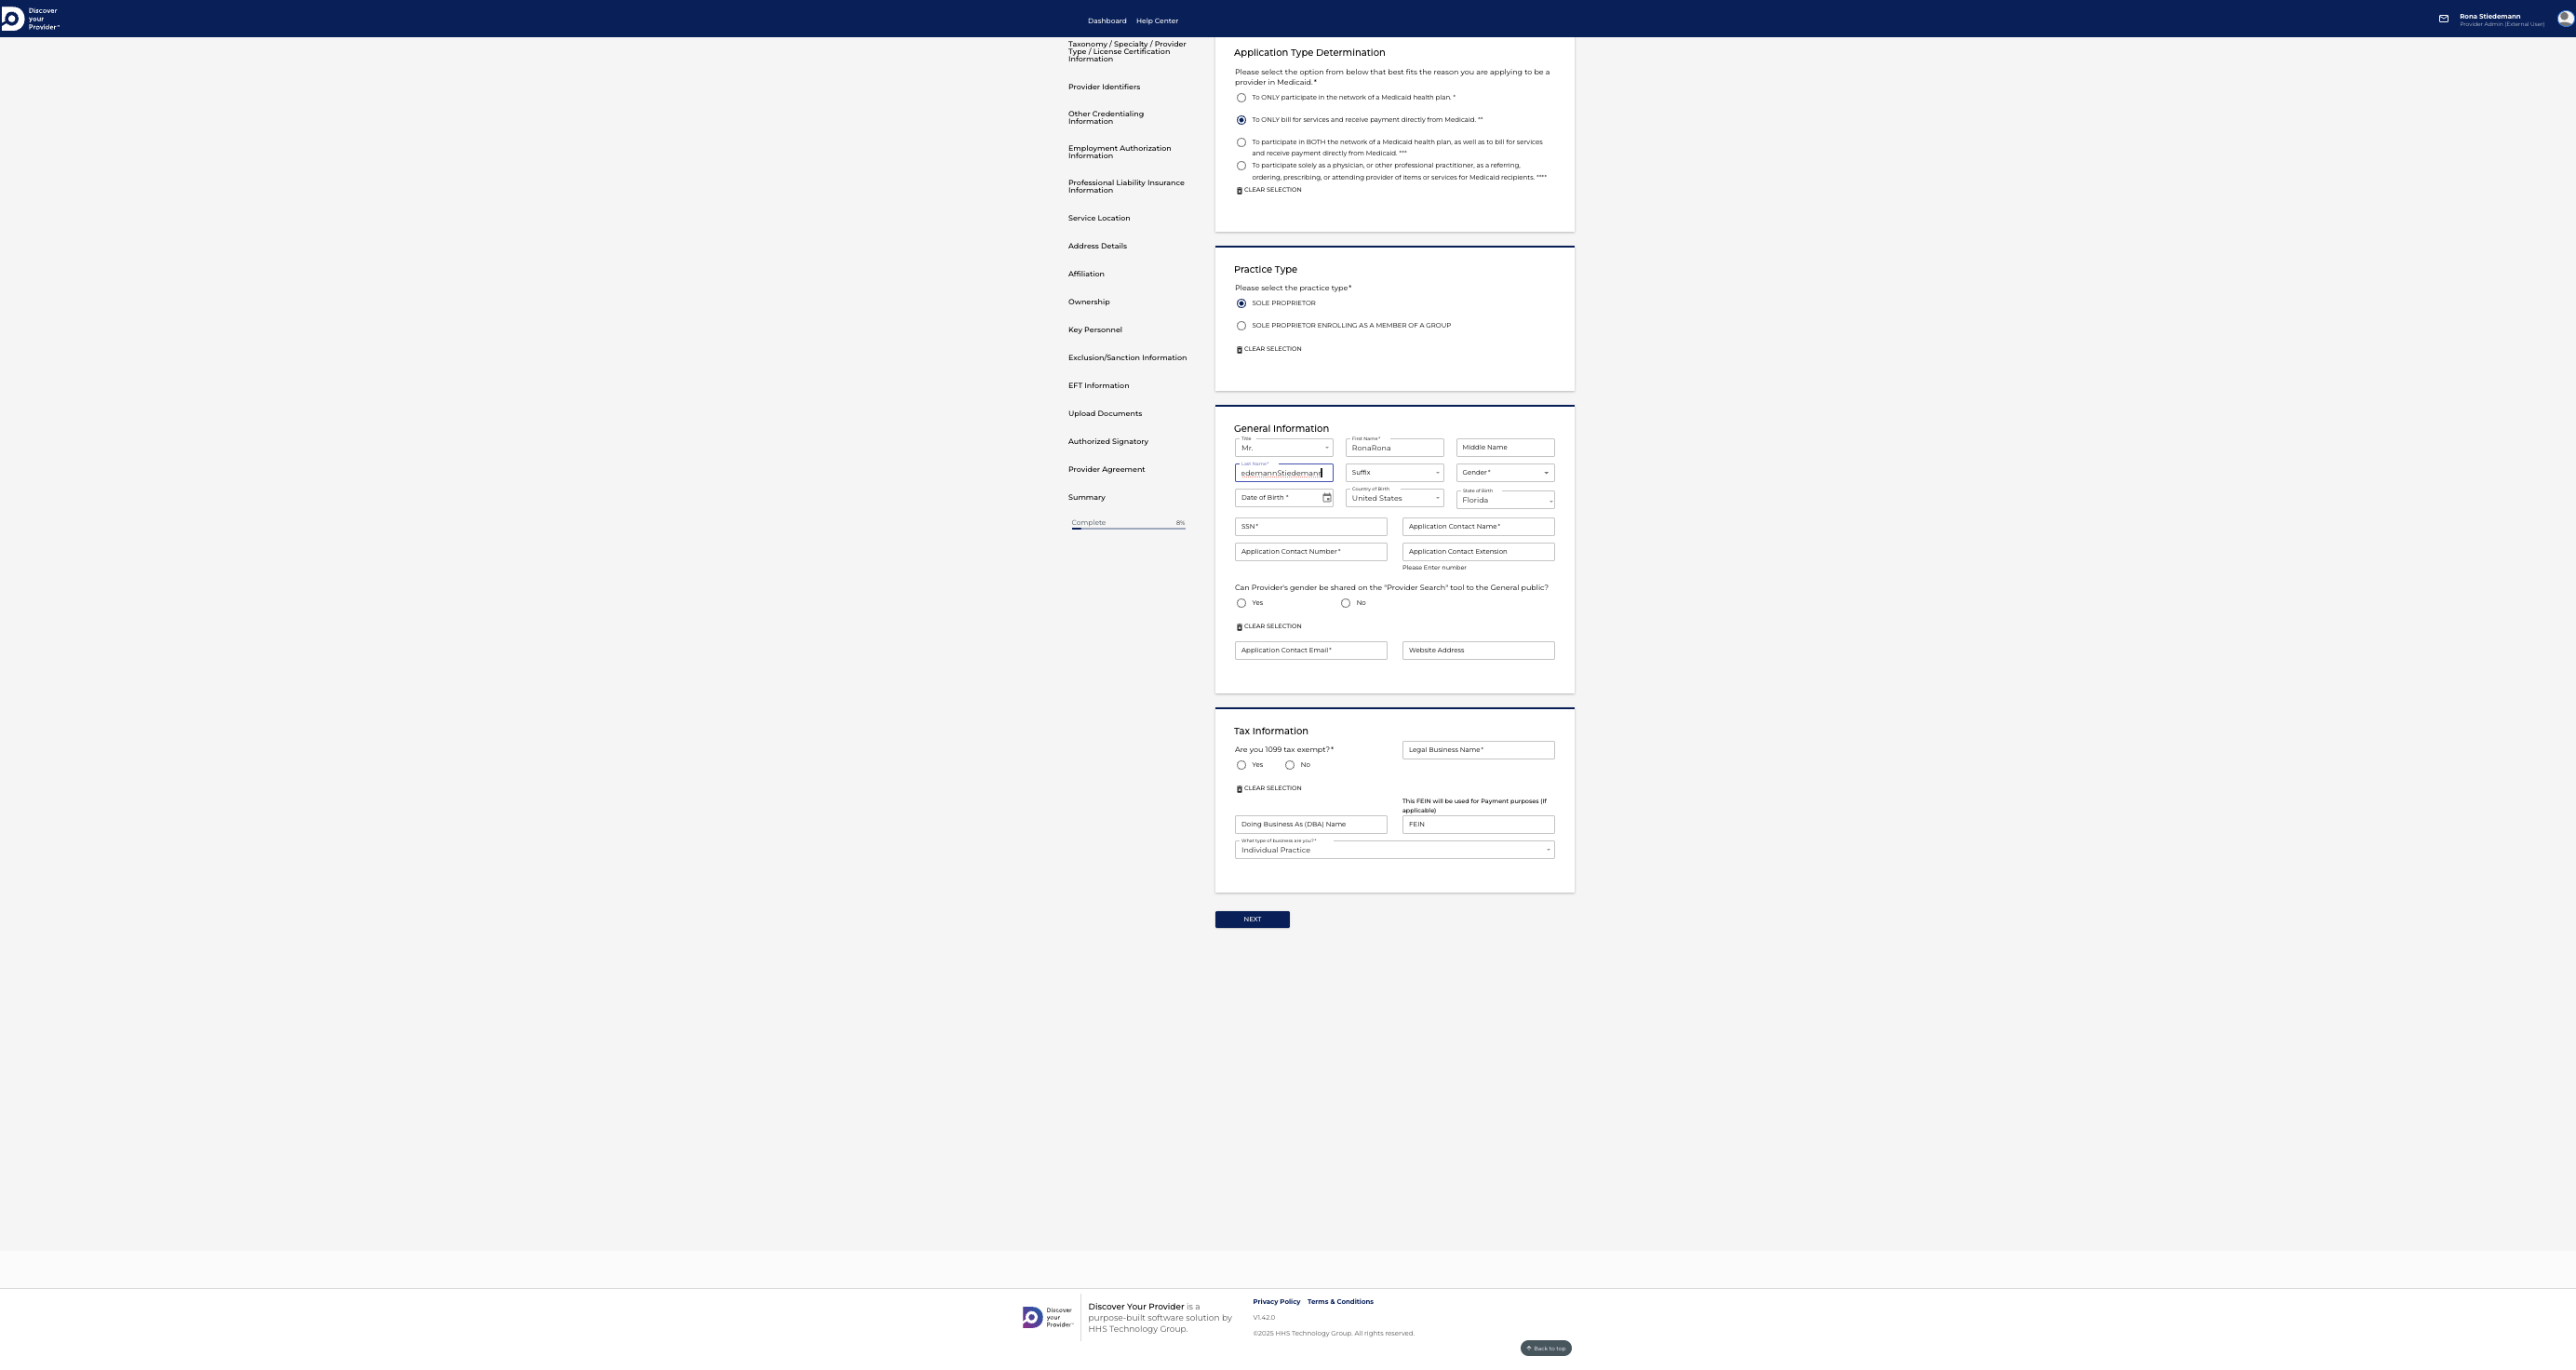 Discover
your
Provider™
Dashboard Help Center
Rona Stiedemann
Provider Admin (External User)
Taxonomy / Specialty / Provider
Type / License Certification
Information
Provider Identifiers
Other Credentialing
Information
Employment Authorization
Information
Professional Liability Insurance
Information
Service Location
Address Details
Affiliation
Ownership
Key Personnel
Exclusion/Sanction Information
EFT Information
Upload Documents
Authorized Signatory
Provider Agreement
Summary
Complete 8%
Application Type Determination
Please select the option from below that best fits the reason you are applying to be a
provider in Medicaid.*
To ONLY participate in the network of a Medicaid health plan. *
To ONLY bill for services and receive payment directly from Medicaid. **
To participate in BOTH the network of a Medicaid health plan, as well as to bill for services
and receive payment directly from Medicaid. ***
To participate solely as a physician, or other professional practitioner, as a referring,
ordering, prescribing, or attending provider of items or services for Medicaid recipients. ****
CLEAR SELECTION
Practice Type
Please select the practice type*
SOLE PROPRIETOR
SOLE PROPRIETOR ENROLLING AS A MEMBER OF A GROUP
CLEAR SELECTION
General Information
Title First Name*
Mr. RonaRona Middle Name
Last Name*
edemannStiedemann Suffix Gender*
Country of Birth State of Birth
Date of Birth * United States Florida
SSN* Application Contact Name*
Application Contact Number* Application Contact Extension
Please Enter number
Can Provider's gender be shared on the "Provider Search" tool to the General public?
Yes No
CLEAR SELECTION
Application Contact Email* Website Address
Tax Information
Are you 1099 tax exempt?* Legal Business Name*
Yes No
CLEAR SELECTION
This FEIN will be used for Payment purposes (if
applicable)
Doing Business As (DBA) Name FEIN
What type of business are you?*
Individual Practice
NEXT
Discover
your
Provider™
Discover Your Provider is a
purpose-built software solution by
HHS Technology Group.
Privacy Policy Terms & Conditions
V1.42.0
©2025 HHS Technology Group. All rights reserved.
Back to top